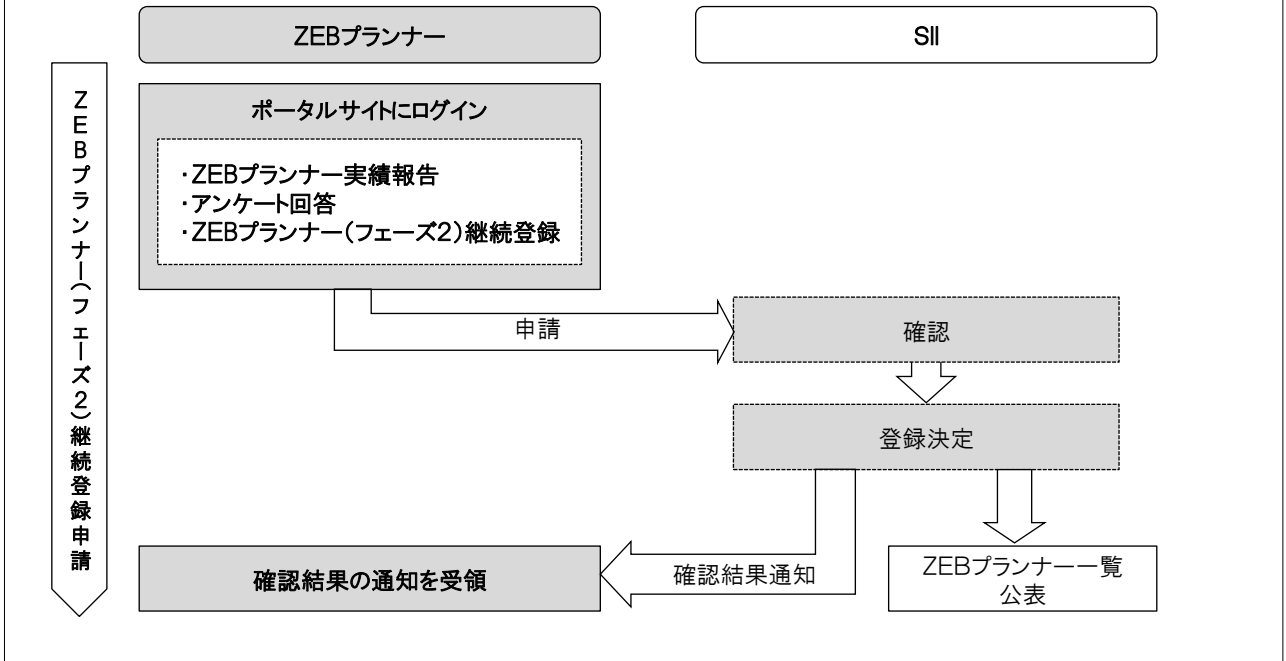 ZEBプランナー
SII
ZEBプランナー(フェーズ2)継続登録申請
ポータルサイトにログイン
・ZEBプランナー実績報告
・アンケート回答
・ZEBプランナー(フェーズ2)継続登録
申請
確認
登録決定
確認結果の通知を受領
確認結果通知
ZEBプランナー一覧
公表